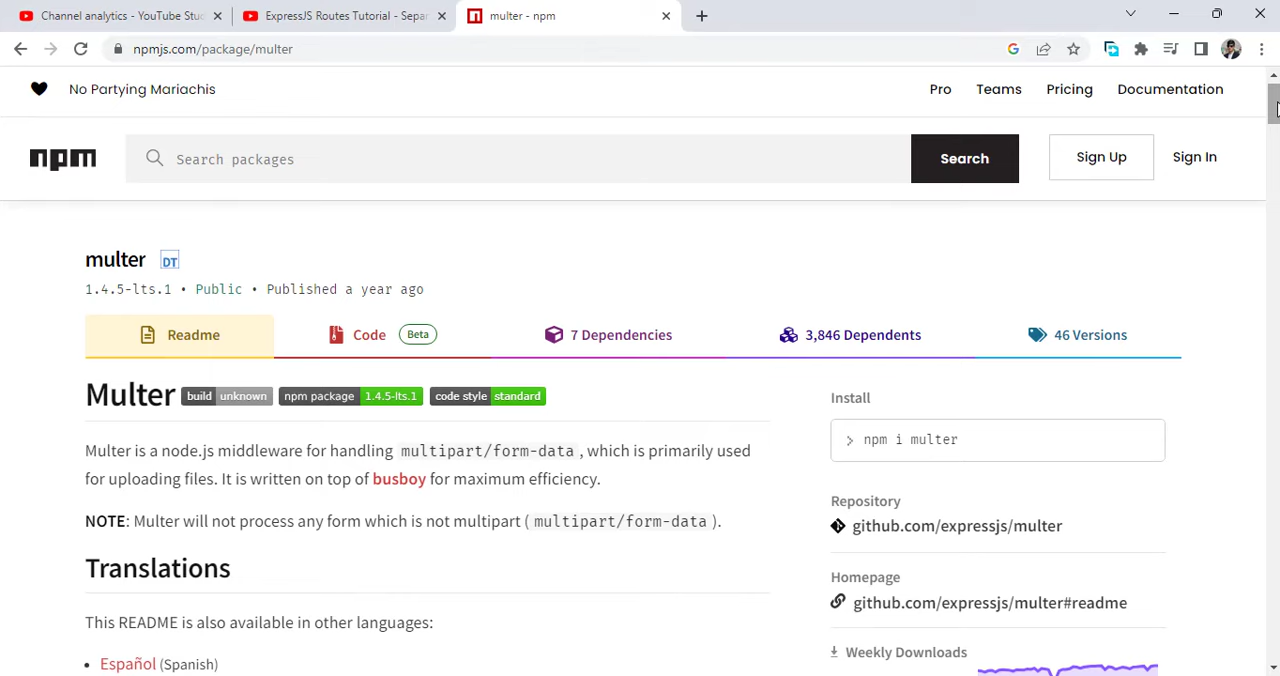 Channel analytics - YouTube Stu
ExpressJS Routes Tutorial - Sepa
multer - npm
npmjs.com/package/multer
No Partying Mariachis
Pro
Teams
Pricing
Documentation
npm
Search packages
Search
Sign Up
Sign In
multer DT
1.4.5-lts.1 • Public • Published a year ago
Readme
Code Beta
7 Dependencies
3,846 Dependents
46 Versions
Multer build unknown npm package 1.4.5-lts.1 code style standard
Multer is a node.js middleware for handling multipart/form-data, which is primarily used
for uploading files. It is written on top of busboy for maximum efficiency.
NOTE: Multer will not process any form which is not multipart (multipart/form-data).
Translations
This README is also available in other languages:
• Español (Spanish)
Install
> npm i multer
Repository
github.com/expressjs/multer
Homepage
github.com/expressjs/multer#readme
Weekly Downloads